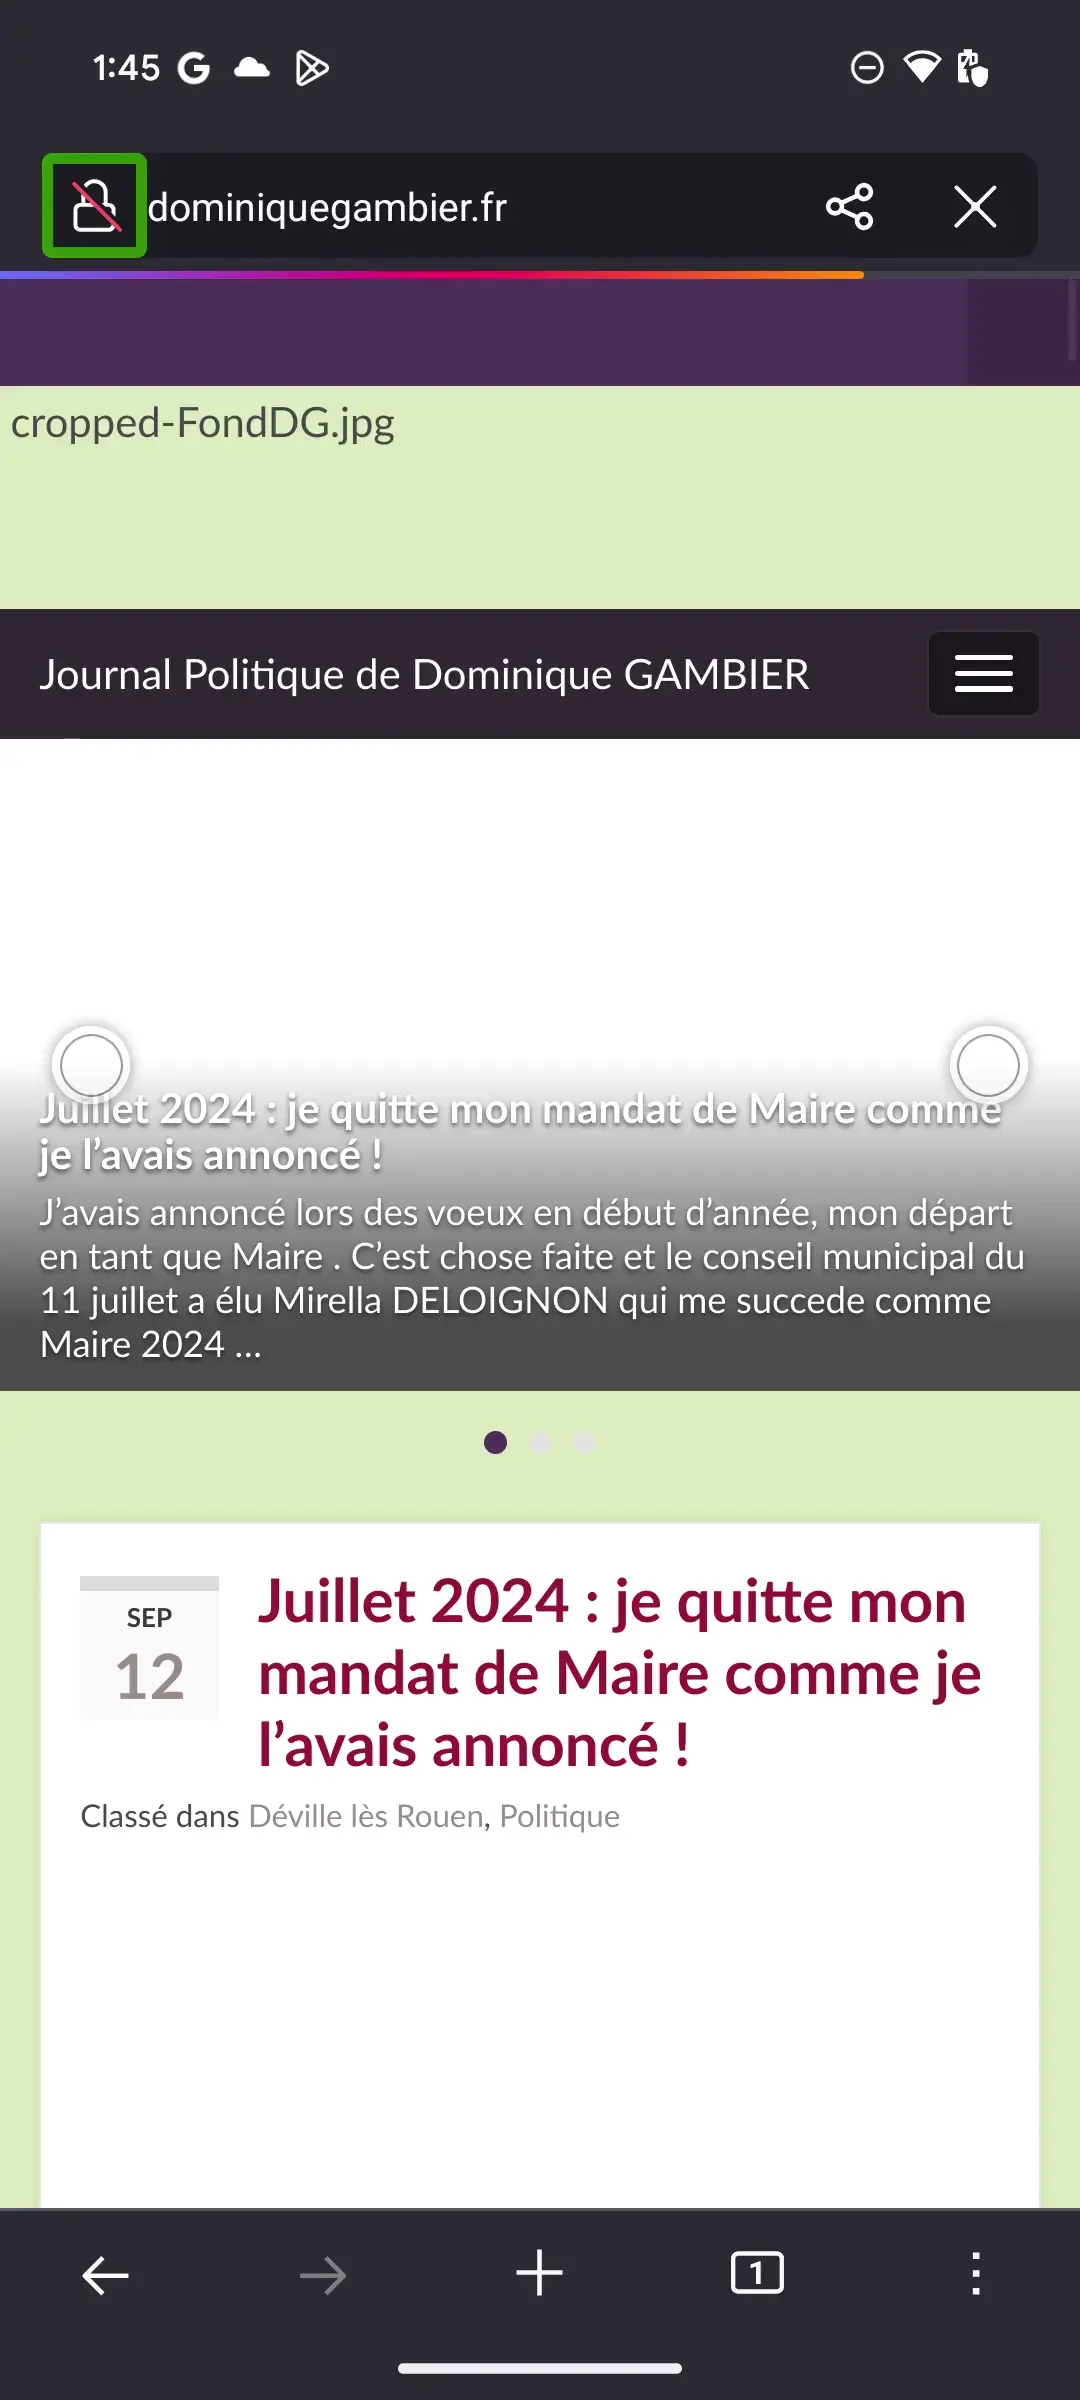 1:45
dominiquegambier.fr
cropped-FondDG.jpg
Journal Politique de Dominique GAMBIER
Juillet 2024 : je quitte mon mandat de Maire comme
je l’avais annoncé !
J’avais annoncé lors des voeux en début d’année, mon départ
en tant que Maire . C’est chose faite et le conseil municipal du
11 juillet a élu Mirella DELOIGNON qui me succede comme
Maire 2024 ...
SEP
12
Juillet 2024 : je quitte mon
mandat de Maire comme je
l’avais annoncé !
Classé dans Déville lès Rouen, Politique
1